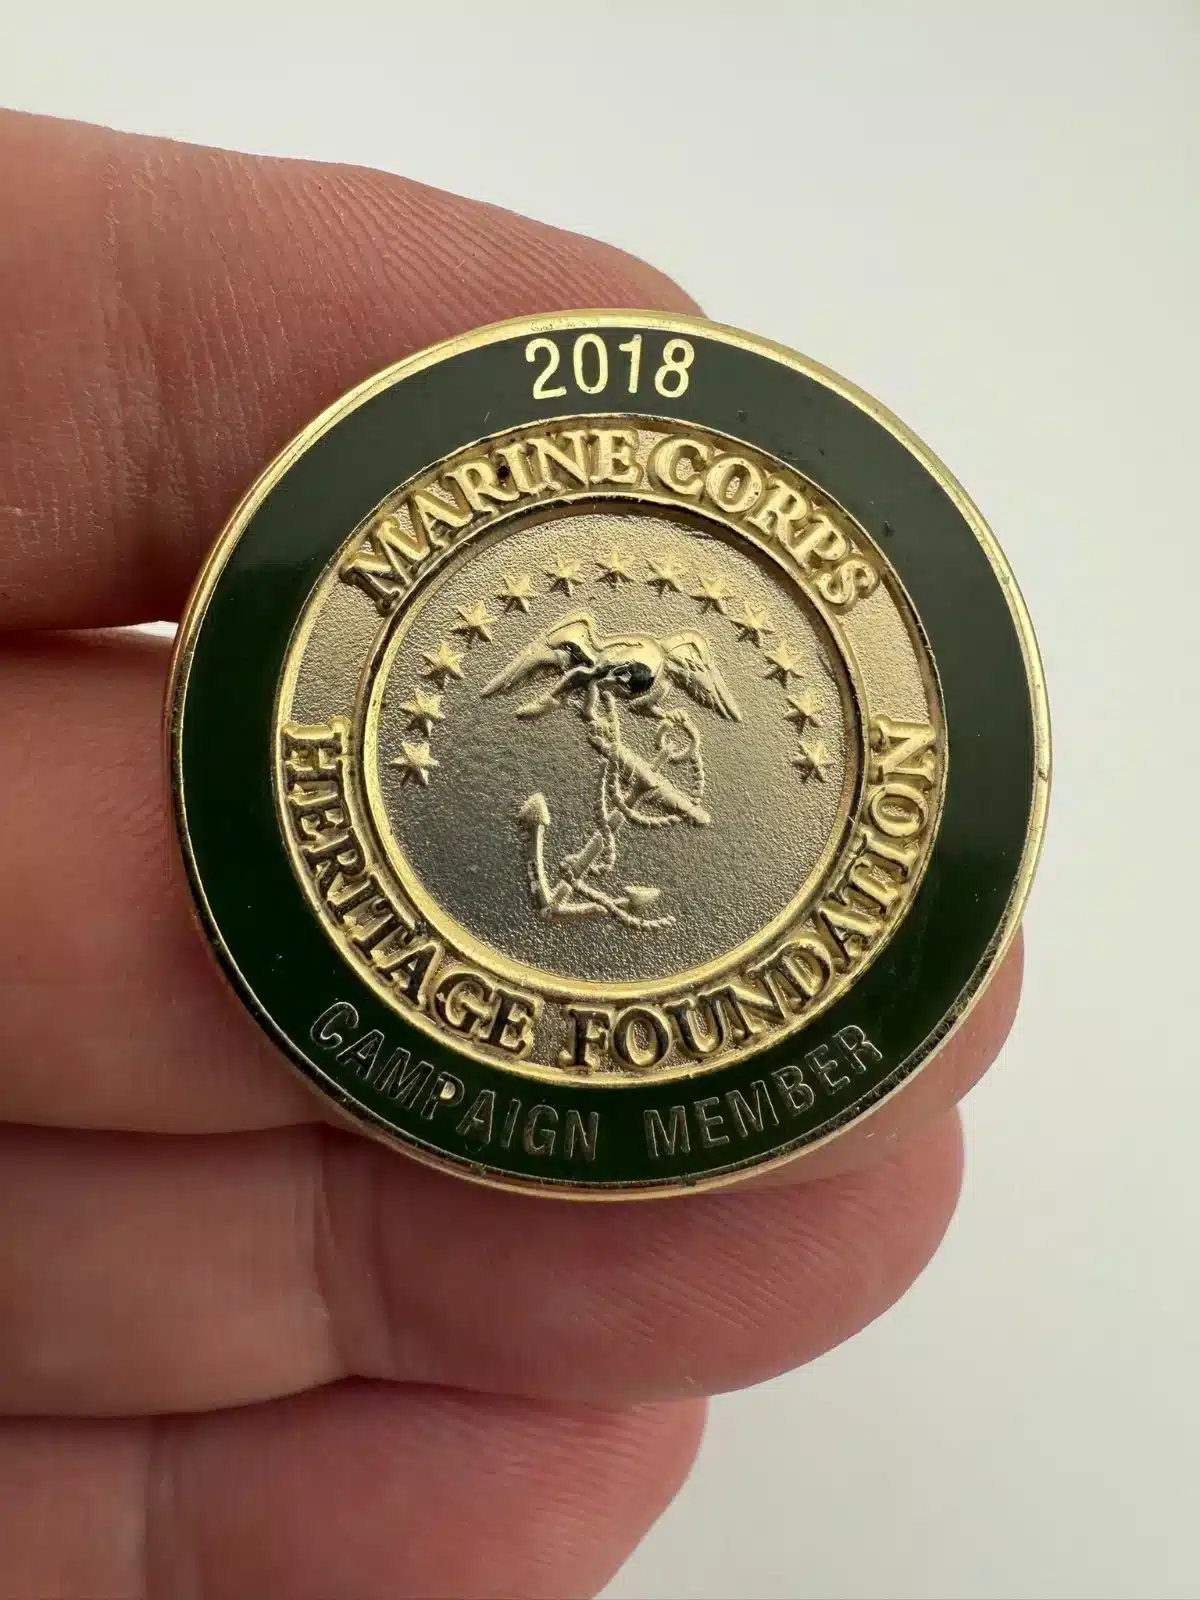 2018
MARINE CORPS
HERITAGE FOUNDATION
CAMPAIGN MEMBER